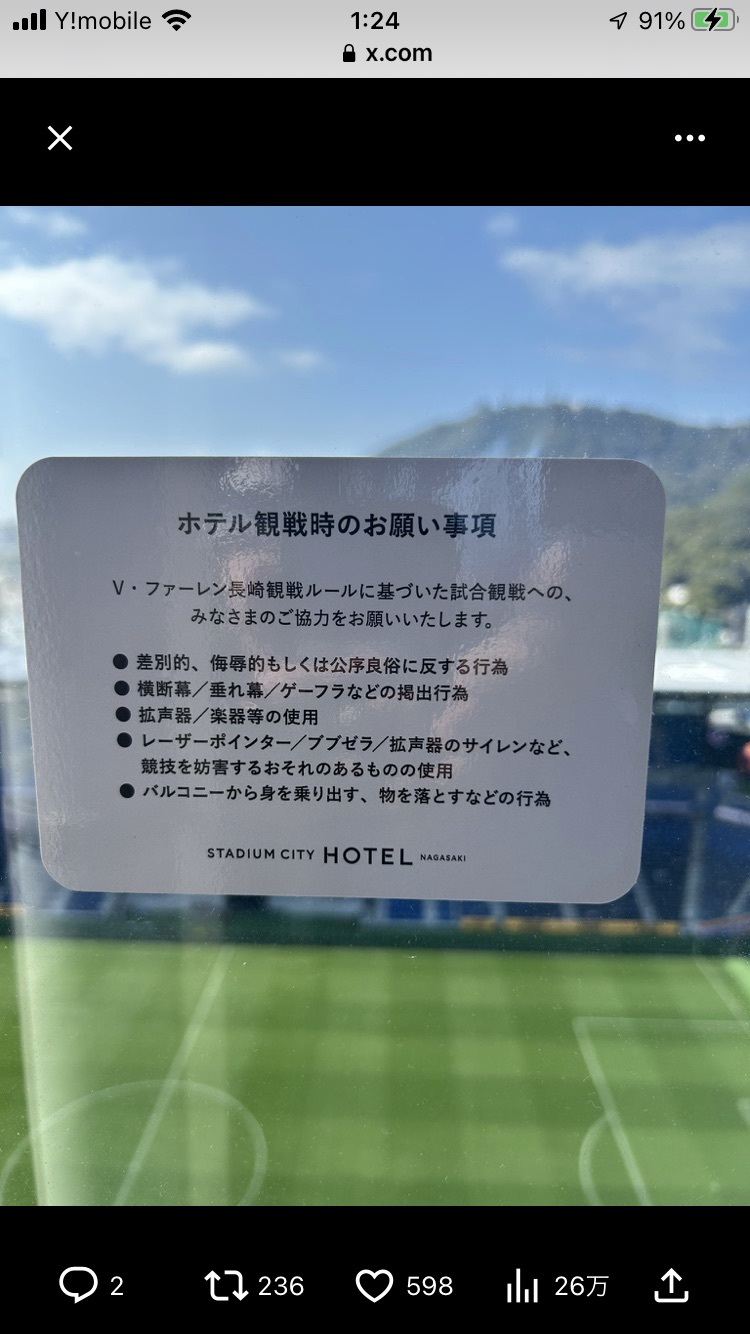 Y!mobile 1:24 91%
x.com
ホテル観戦時のお願い事項
V・ファーレン長崎観戦ルールに基づいた試合観戦への、
みなさまのご協力をお願いいたします。
● 差別的、侮辱的もしくは公序良俗に反する行為
● 横断幕／垂れ幕／ゲーフラなどの掲出行為
● 拡声器／楽器等の使用
● レーザーポインター／ブブゼラ／拡声器のサイレンなど、
競技を妨害するおそれのあるものの使用
● バルコニーから身を乗り出す、物を落とすなどの行為
STADIUM CITY HOTEL NAGASAKI
2 236 598 26万